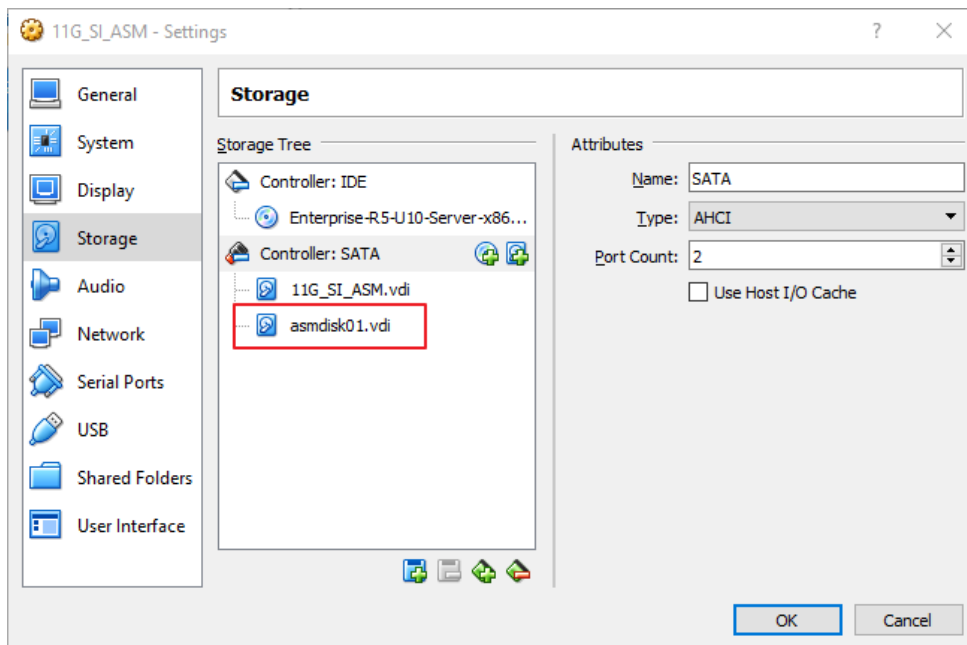 11G_SI_ASM - Settings
?
General
System
Display
Storage
Audio
Network
Serial Ports
USB
Shared Folders
User Interface
Storage
Storage Tree
Controller: IDE
Enterprise-R5-U10-Server-x86...
Controller: SATA
11G_SI_ASM.vdi
asmdisk01.vdi
Attributes
Name: SATA
Type: AHCI
Port Count: 2
Use Host I/O Cache
OK
Cancel